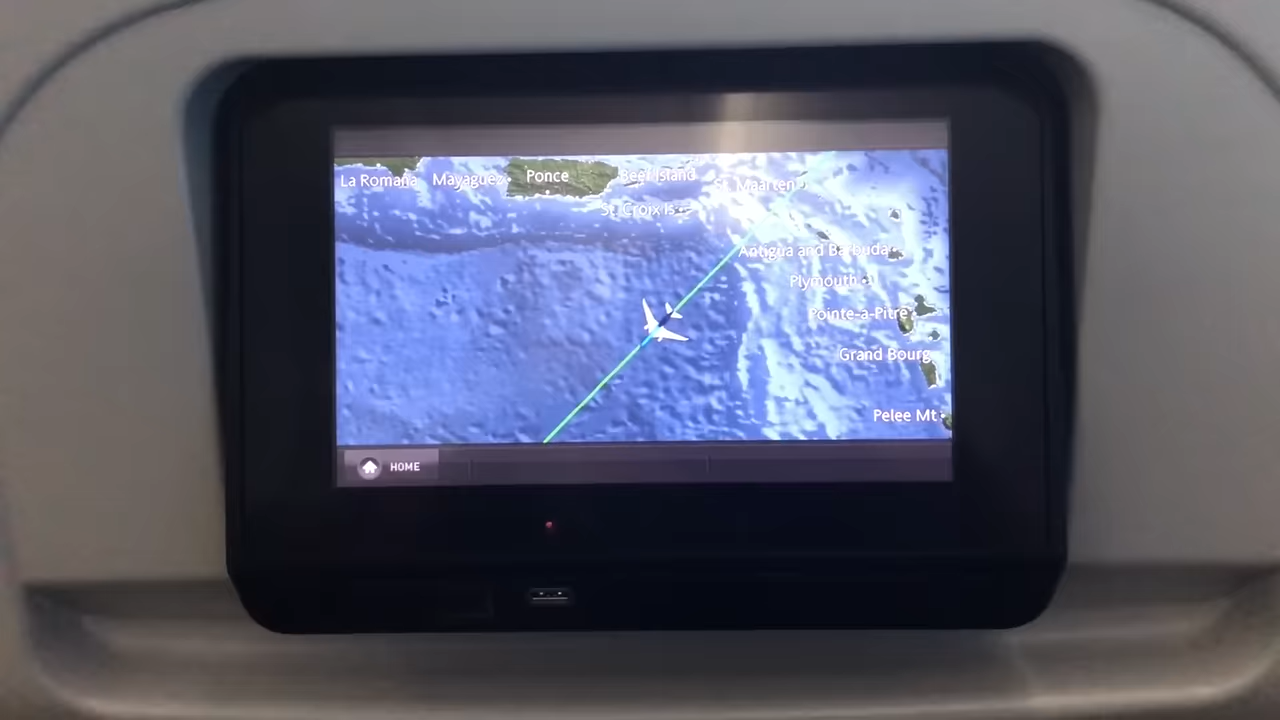 La Romana
Mayaguez
Ponce
Beef Island
St. Maarten
St. Croix Is
Antigua and Barbuda
Plymouth
Pointe-a-Pitre
Grand Bourg
Pelee Mt
HOME